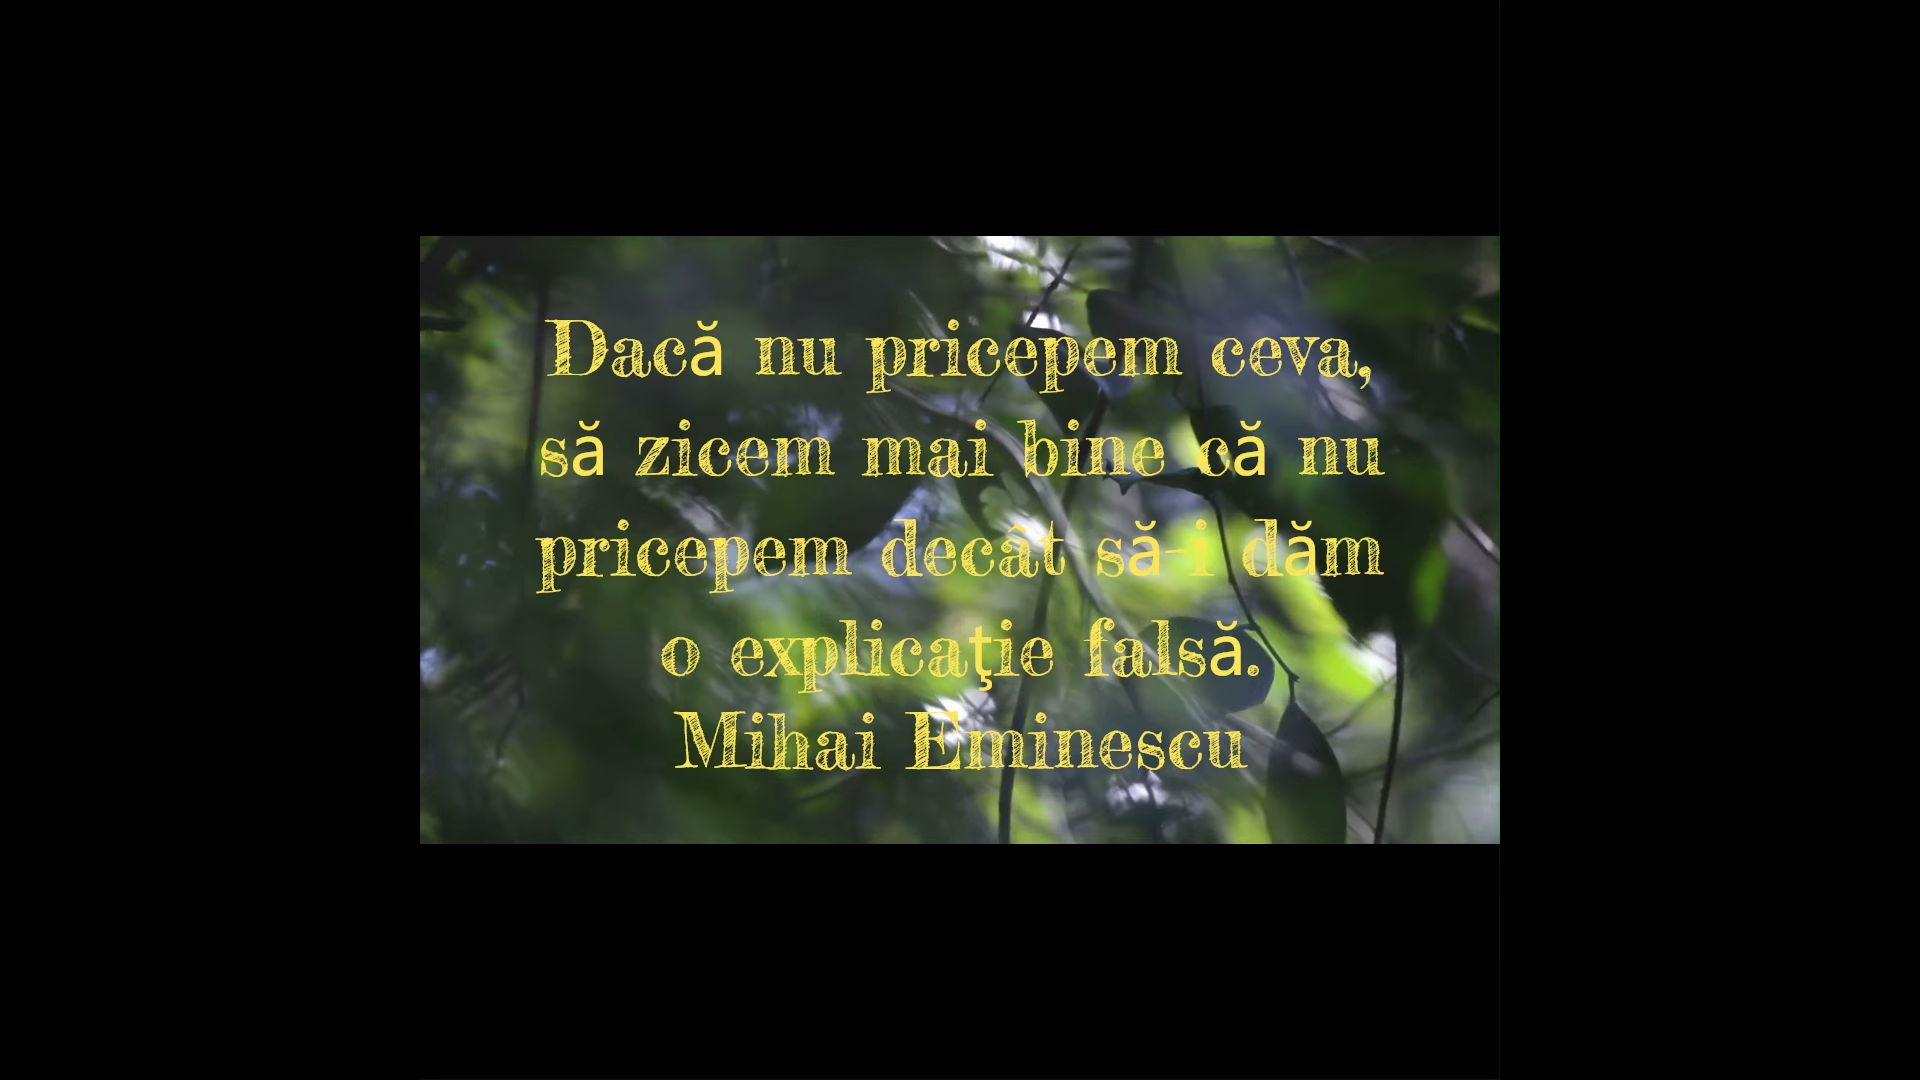 Dacă nu pricepem ceva,
să zicem mai bine că nu
pricepem decât să-i dăm
o explicaţie falsă.
Mihai Eminescu